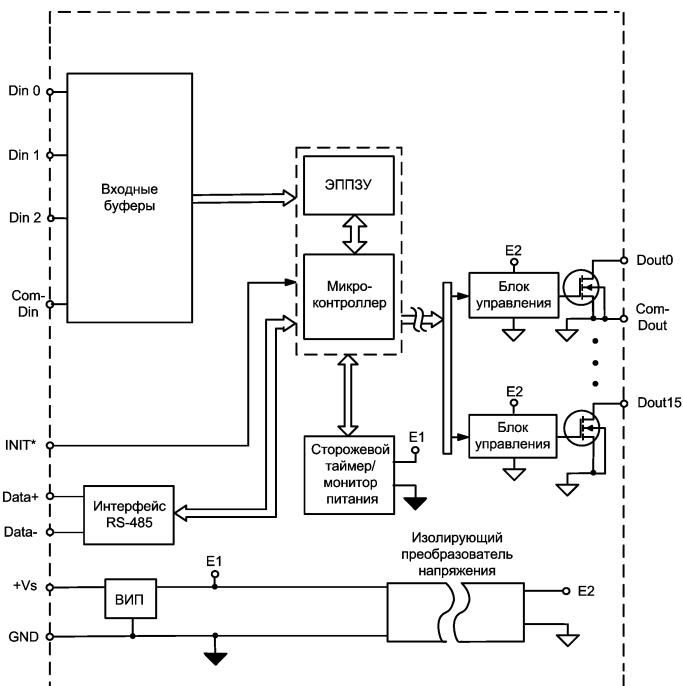 Din 0
Din 1
Din 2
Com-
Din
Входные
буферы
ЭППЗУ
Микро-
контроллер
E2
Блок
управления
Dout0
Com-
Dout
E2
Блок
управления
Dout15
INIT*
Сторожевой
таймер/
монитор
питания
E1
Data+
Data-
Интерфейс
RS-485
Изолирующий
преобразователь
напряжения
+Vs
GND
ВИП
E1
E2